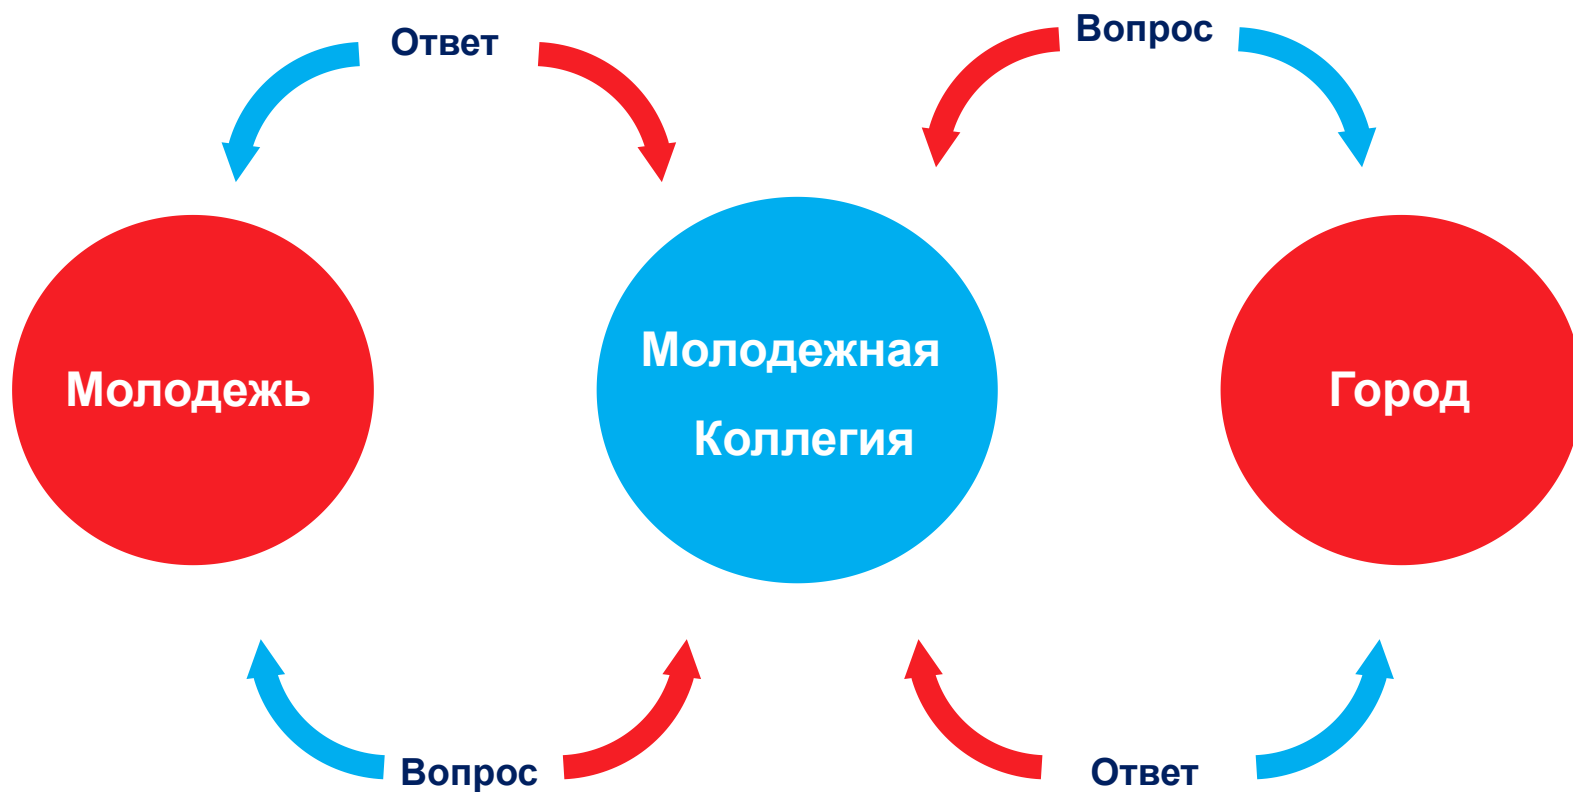 Ответ
Вопрос
Молодежь
Молодежная
Коллегия
Город
Вопрос
Ответ